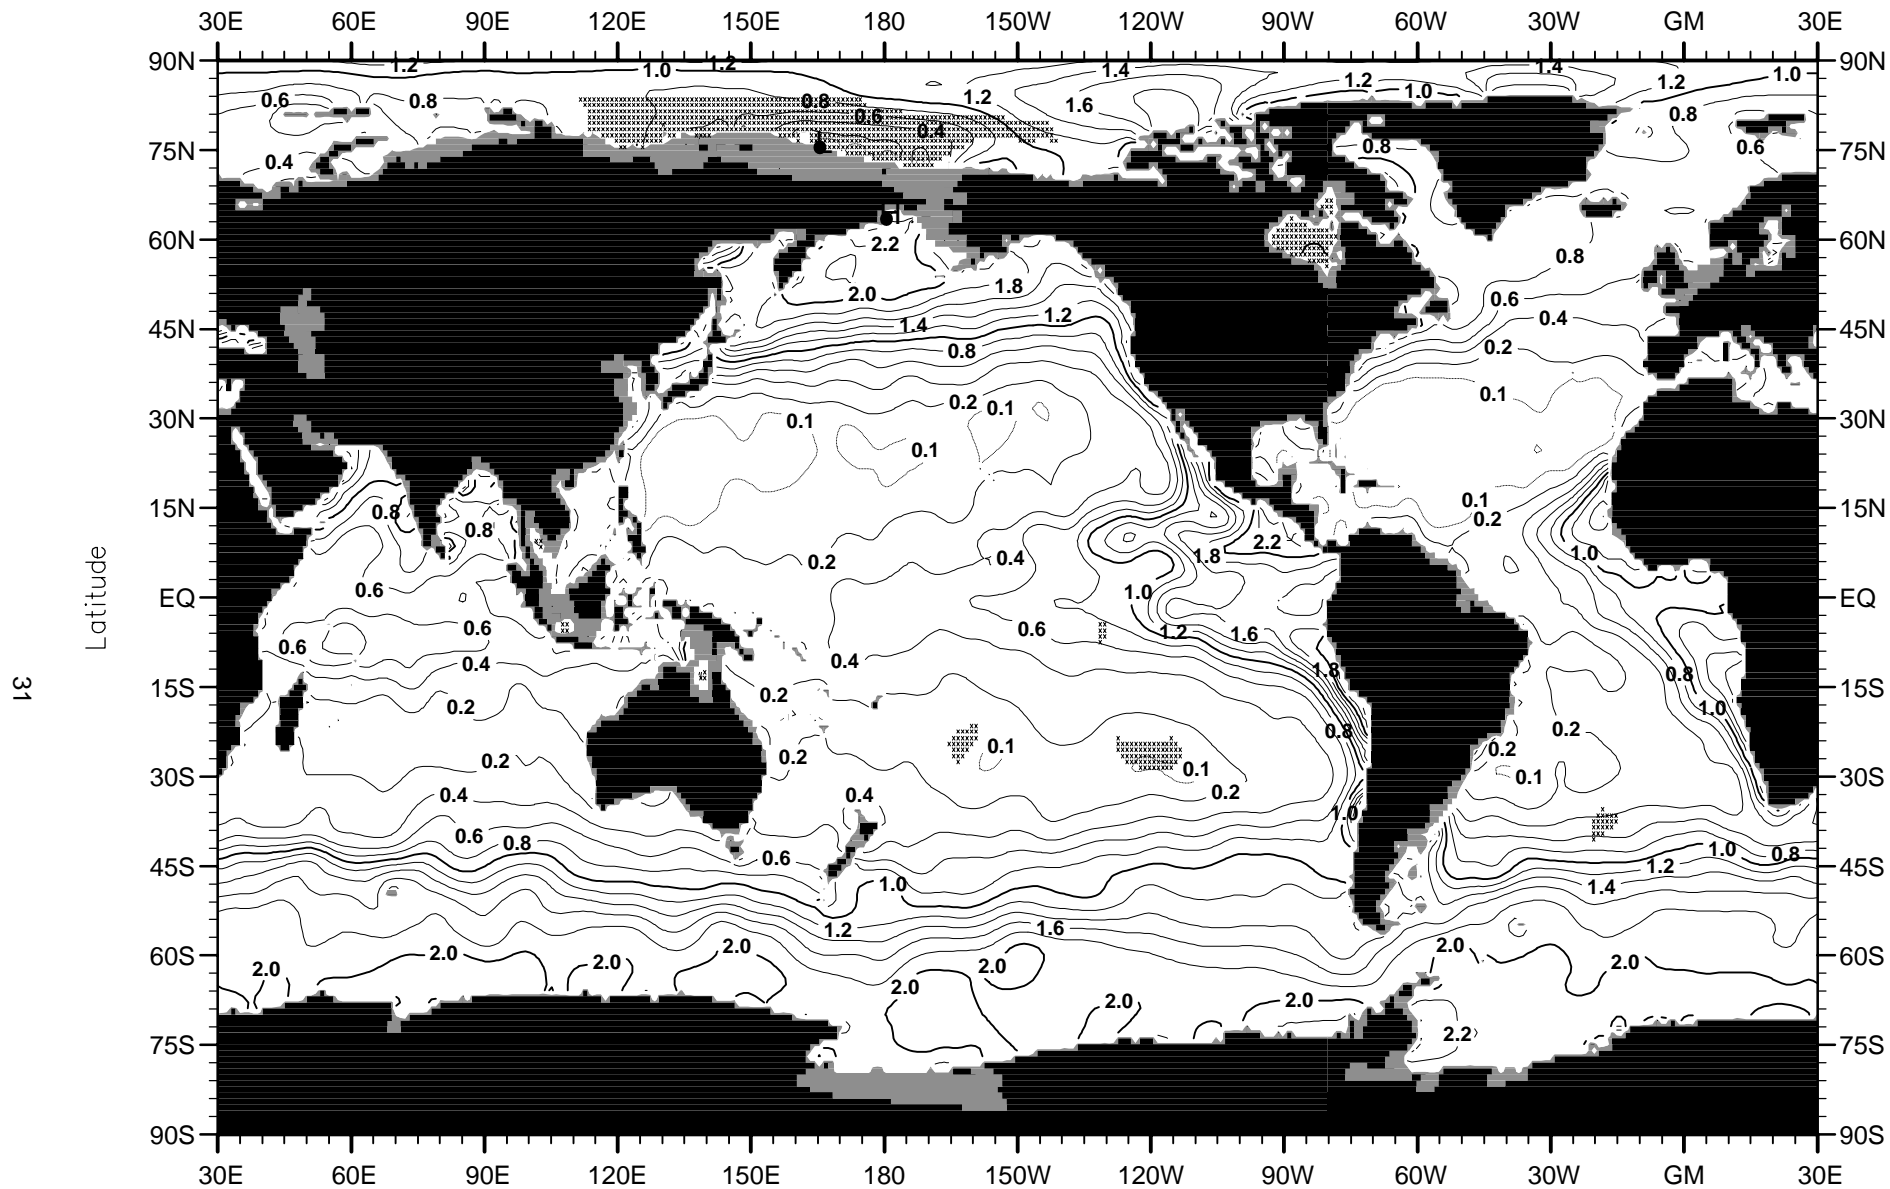 30E 60E 90E 120E 150E 180 150W 120W 90W 60W 30W GM 30E
90N 1.2 1.0 1.2 1.4 1.2 1.0 1.4 1.2 1.0 90N
0.6 0.8 0.8 0.6 0.4 1.2 1.6 0.8
75N 0.4 0.8 0.6 75N
60N 2.2 0.8 60N
2.0 1.8 0.6
45N 1.4 1.2 0.4 45N
0.8 0.2
30N 0.1 0.2 0.1 0.1 30N
0.1
15N 0.8 0.8 0.1 0.2 15N
0.2 0.4 1.8 2.2 1.0
EQ 0.6 1.0 EQ
0.6 0.6 0.6 1.2 1.6
0.4 0.4 1.8 0.8
15S 0.2 0.2 1.0 15S
0.2 0.2 0.1 0.8 0.2 0.2
30S 0.1 0.2 0.1 30S
0.4 0.4 1.0
0.6 0.8 0.6 1.0 0.8
45S 1.0 1.2 1.4 45S
1.2 1.6
60S 2.0 2.0 2.0 2.0 2.0 2.0 2.0 60S
2.0 2.0 2.0
75S 2.2 75S
90S 90S
30E 60E 90E 120E 150E 180 150W 120W 90W 60W 30W GM 30E
Latitude
31